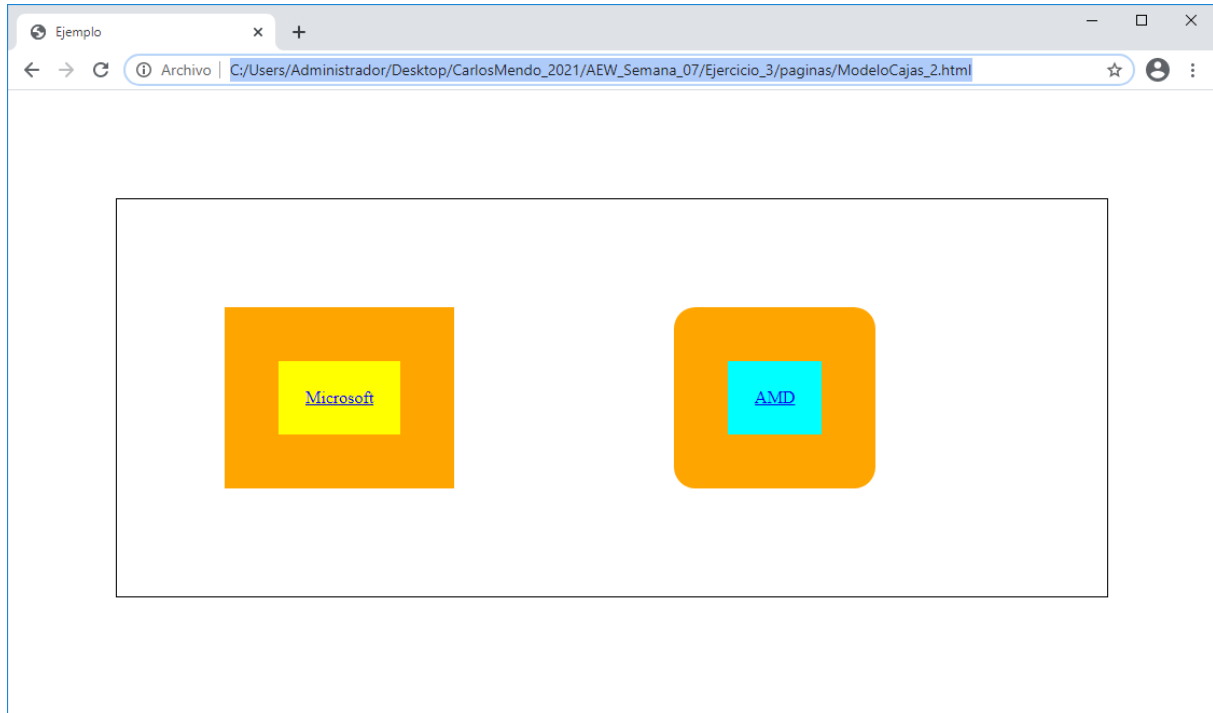 Ejemplo
Archivo C:/Users/Administrador/Desktop/CarlosMendo_2021/AEW_Semana_07/Ejercicio_3/paginas/ModeloCajas_2.html
Microsoft AMD